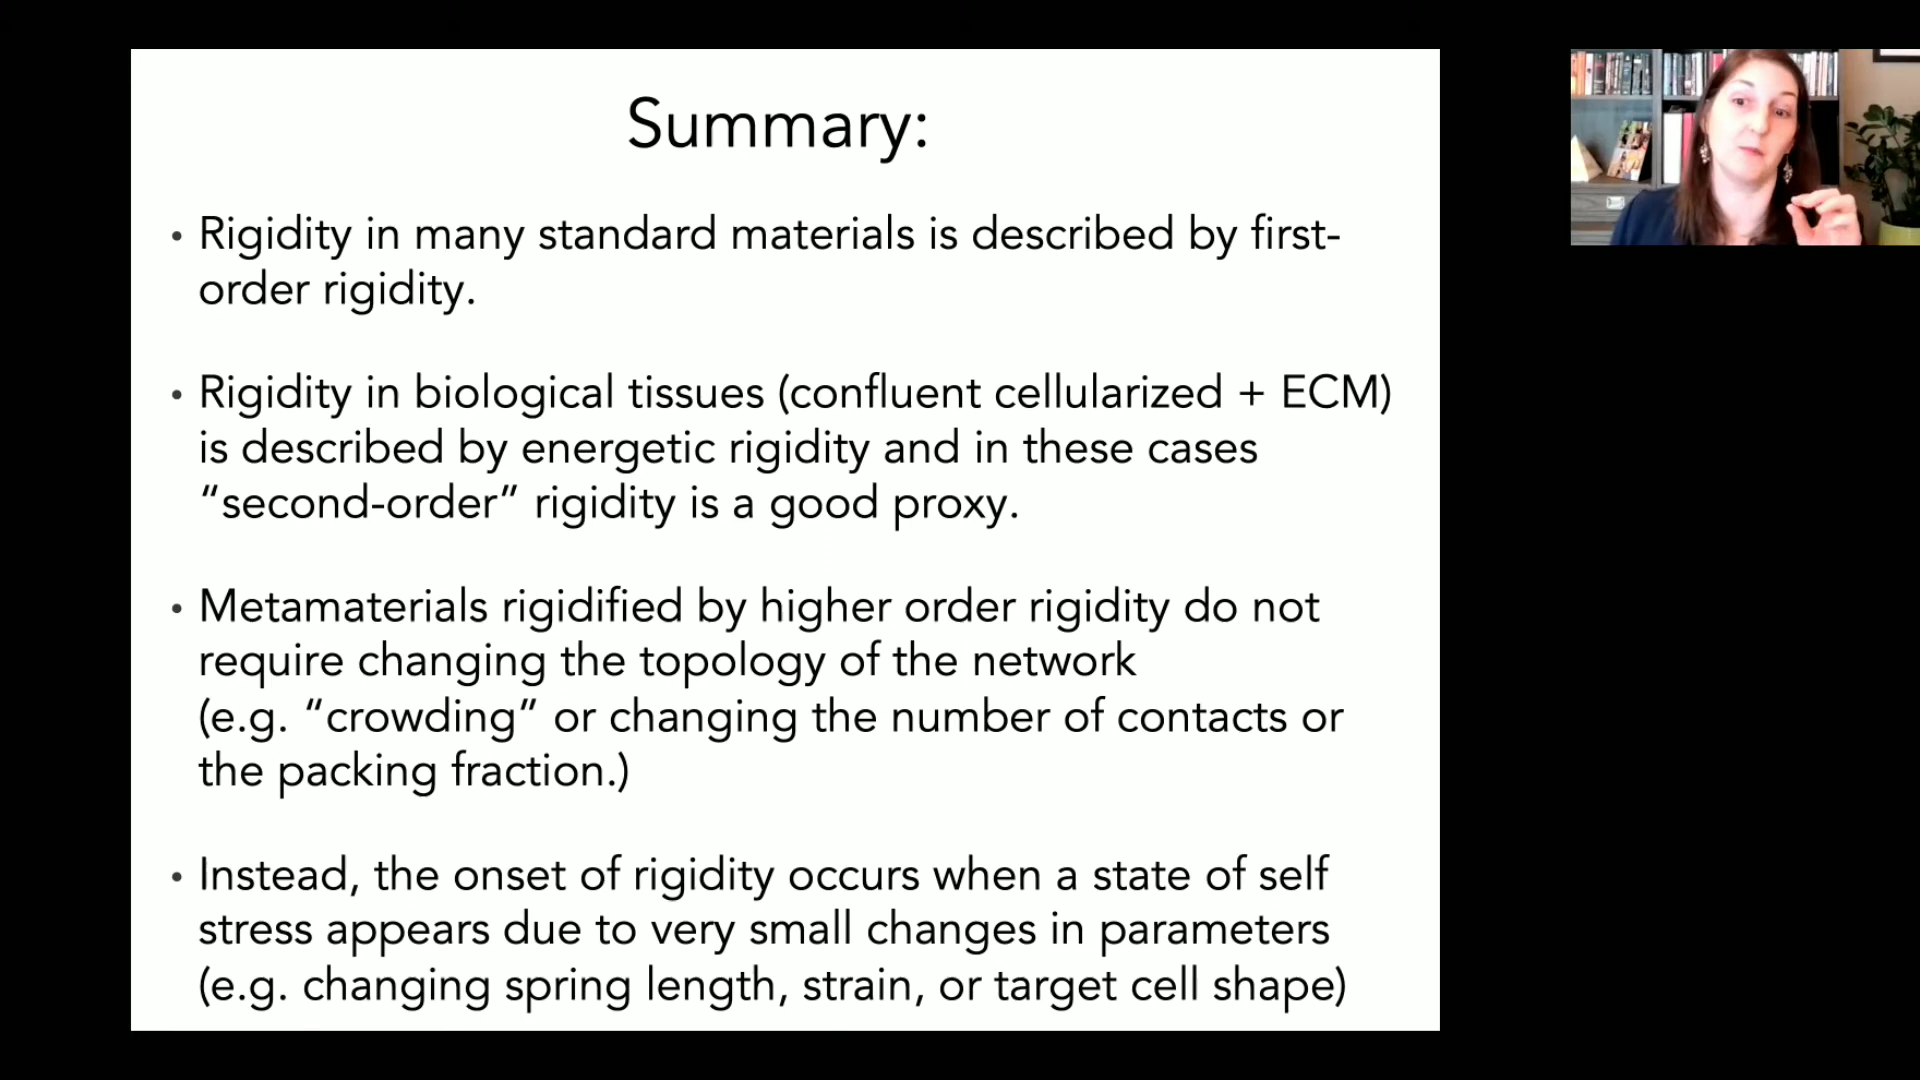 Summary:
• Rigidity in many standard materials is described by first-
order rigidity.
• Rigidity in biological tissues (confluent cellularized + ECM)
is described by energetic rigidity and in these cases
“second-order” rigidity is a good proxy.
• Metamaterials rigidified by higher order rigidity do not
require changing the topology of the network
(e.g. “crowding” or changing the number of contacts or
the packing fraction.)
• Instead, the onset of rigidity occurs when a state of self
stress appears due to very small changes in parameters
(e.g. changing spring length, strain, or target cell shape)